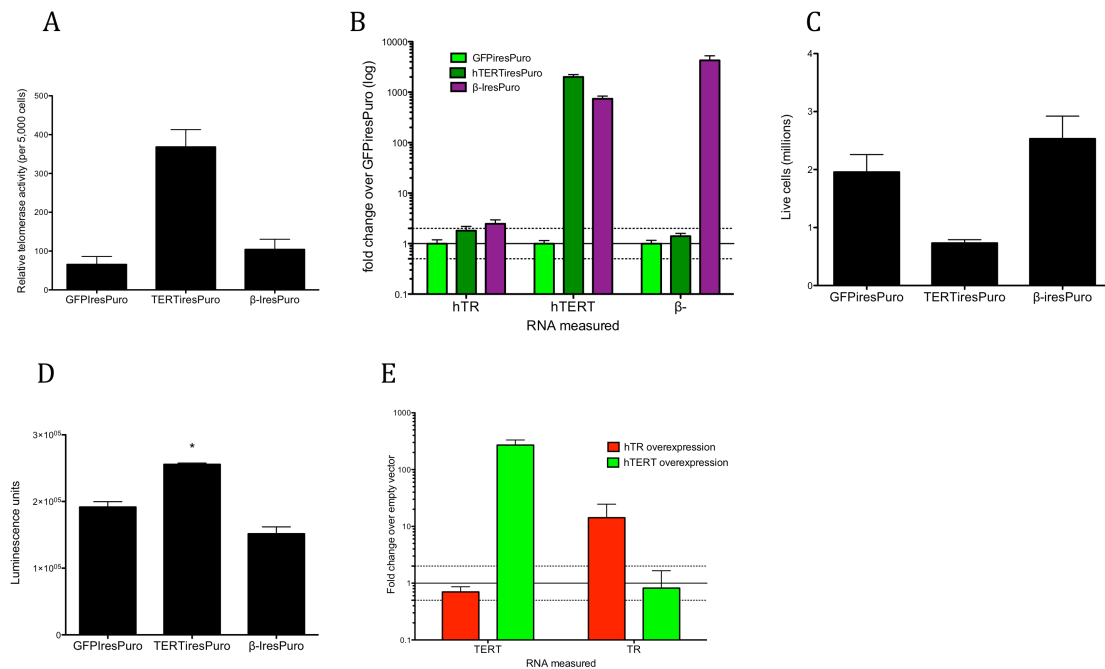 A
Relative telomerase activity (per 5,000 cells)
500
400
300
200
100
0
GFPIresPuro
TERTiresPuro
β-IresPuro
B
fold change over GFPiresPuro (log)
10000
1000
100
10
1
0.1
GFPiresPuro
hTERTiresPuro
β-IresPuro
hTR
hTERT
β-
RNA measured
C
Live cells (millions)
4
3
2
1
0
GFPiresPuro
TERTiresPuro
β-iresPuro
D
Luminescence units
3×10⁰⁵
2×10⁰⁵
1×10⁰⁵
0
*
GFPIresPuro
TERTiresPuro
β-IresPuro
E
Fold change over empty vector
1000
100
10
1
0.1
hTR overexpression
hTERT overexpression
TERT
TR
RNA measured